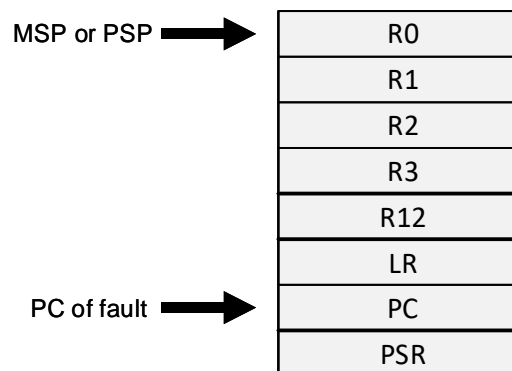 MSP or PSP
R0
R1
R2
R3
R12
LR
PC of fault
PC
PSR